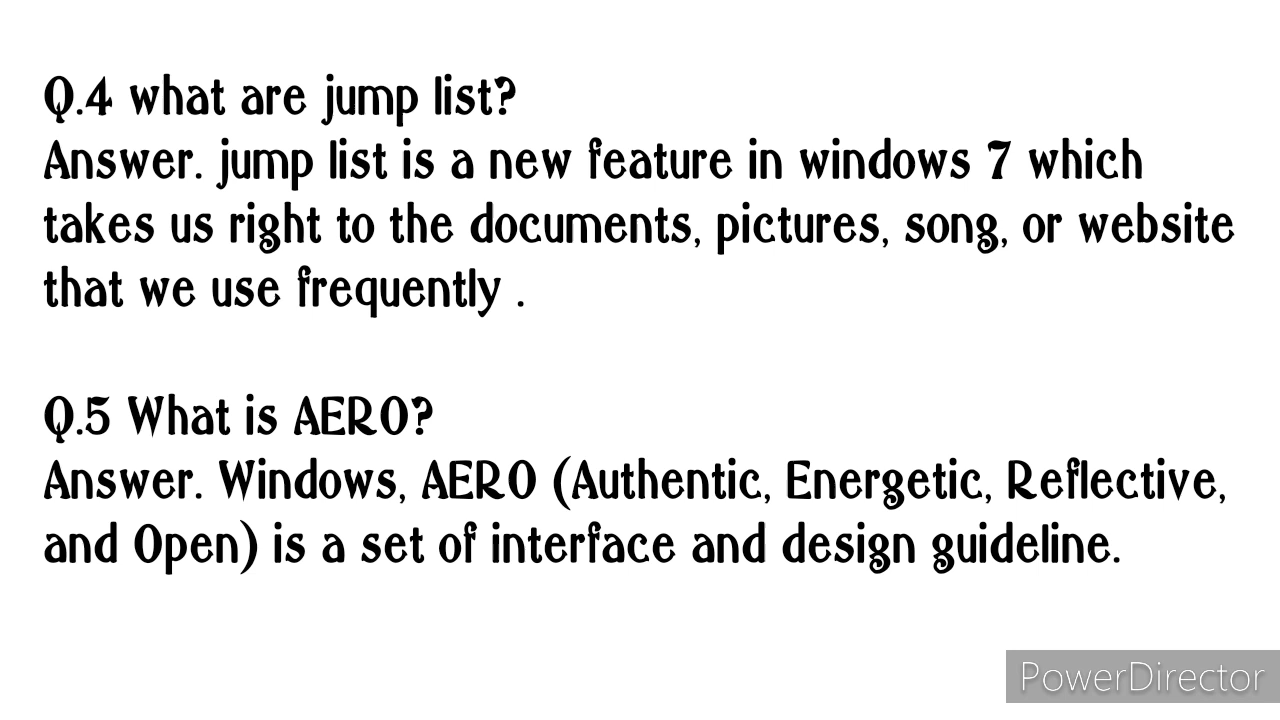 Q.4 what are jump list?
Answer. jump list is a new feature in windows 7 which
takes us right to the documents, pictures, song, or website
that we use frequently .
Q.5 What is AERO?
Answer. Windows, AERO (Authentic, Energetic, Reflective,
and Open) is a set of interface and design guideline.
PowerDirector